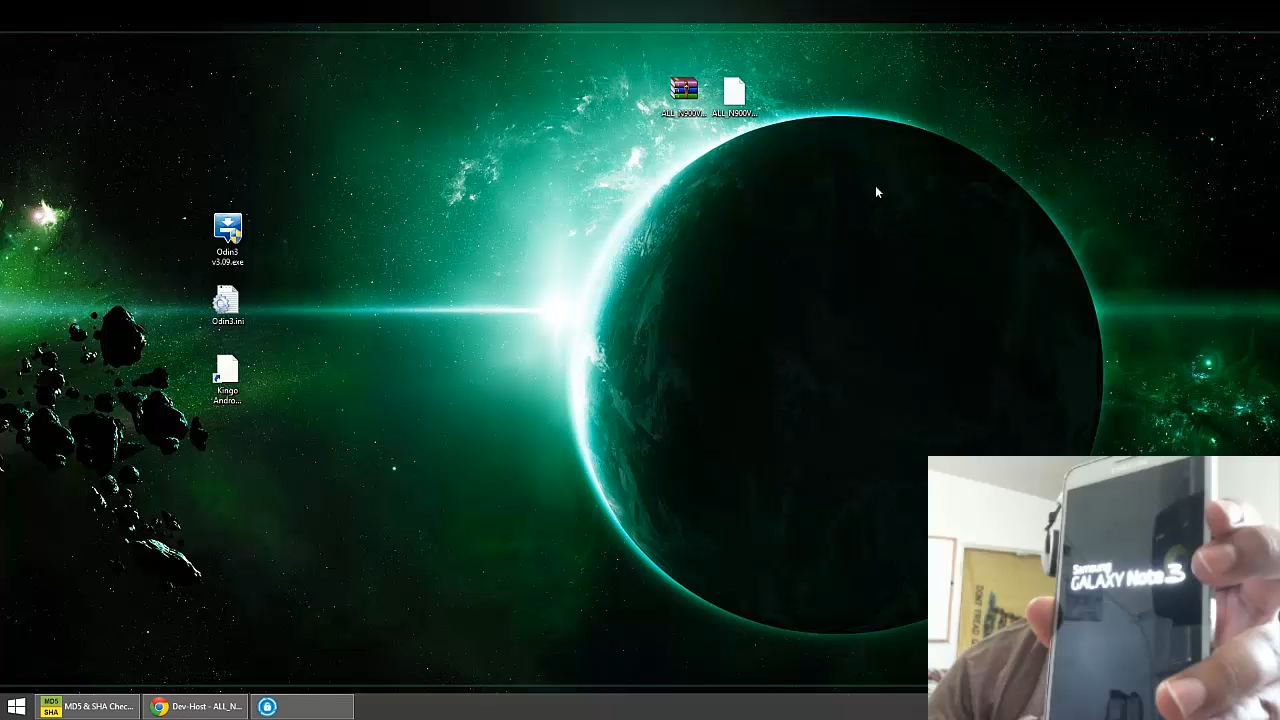 ALL_N900V...
ALL_N900V...
Odin3
v3.09.exe
Odin3.ini
Kingo
Andro...
Samsung
GALAXY Note 3
MD5
SHA
MD5 & SHA Chec...
Dev-Host - ALL_N...